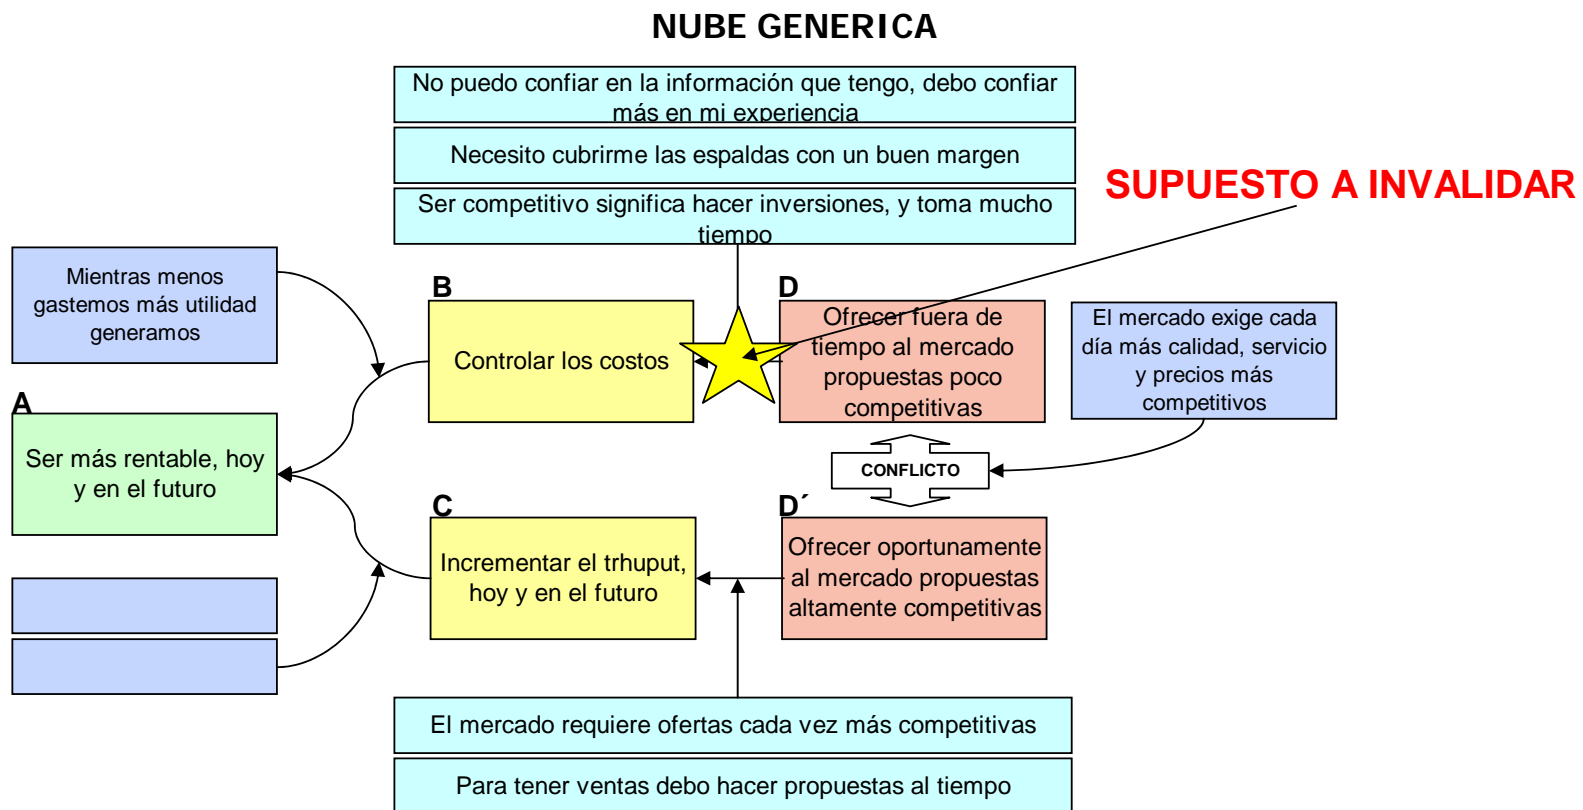 NUBE GENERICA
No puedo confiar en la información que tengo, debo confiar
más en mi experiencia
Necesito cubrirme las espaldas con un buen margen
Ser competitivo significa hacer inversiones, y toma mucho
tiempo
SUPUESTO A INVALIDAR
Mientras menos
gastemos más utilidad
generamos
B
Controlar los costos
D
Ofrecer fuera de
tiempo al mercado
propuestas poco
competitivas
El mercado exige cada
día más calidad, servicio
y precios más
competitivos
A
Ser más rentable, hoy
y en el futuro
CONFLICTO
C
Incrementar el trhuput,
hoy y en el futuro
D´
Ofrecer oportunamente
al mercado propuestas
altamente competitivas
El mercado requiere ofertas cada vez más competitivas
Para tener ventas debo hacer propuestas al tiempo